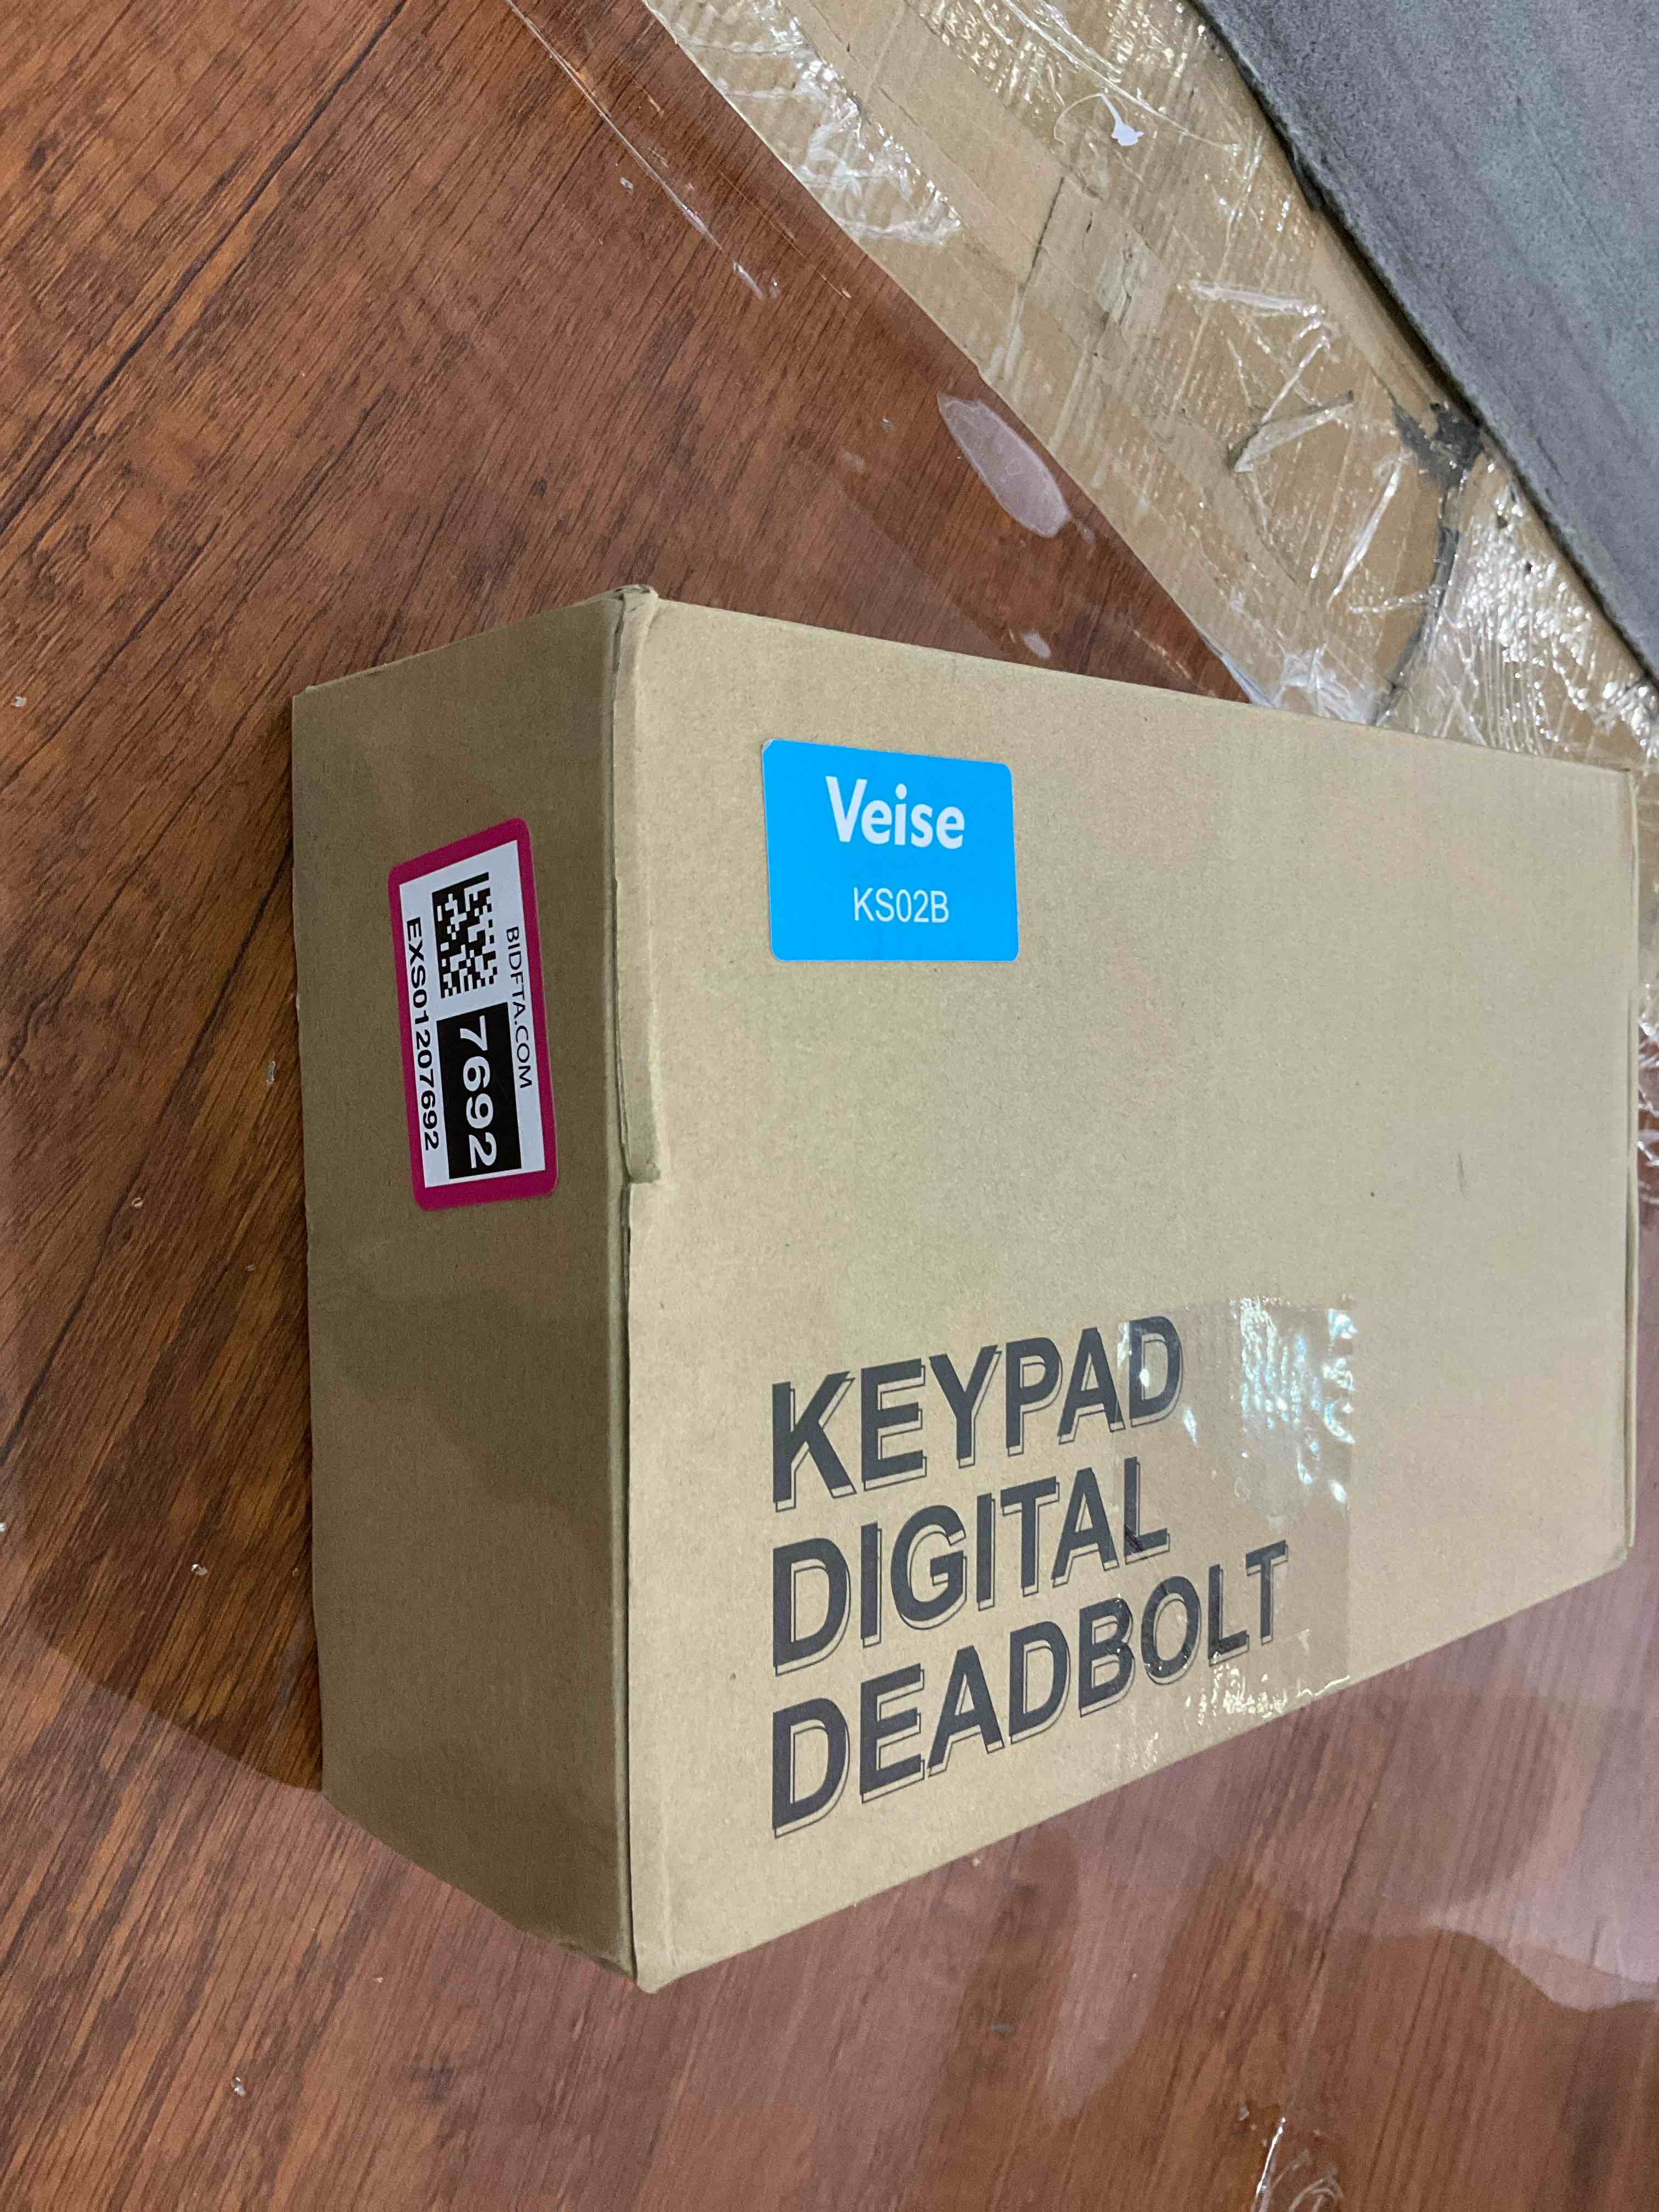 Veise
KS02B
KEYPAD
DIGITAL
DEADBOLT
BIDFTA.COM
7692
EXS01207692